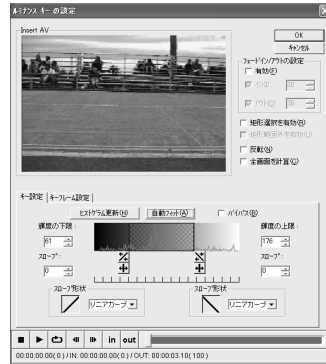 ルミナンス キー の設定
Insert AV
OK
キャンセル
フェードイン/アウトの設定
有効(E)
イン(I)
アウト(O)
矩形選択を有効(R)
矩形範囲外を有効(U)
反転(N)
全画面を計算(C)
キー設定
キーフレーム設定
ヒストグラム更新(H)
自動フィット(A)
バイパス(B)
輝度の下限:
輝度の上限:
61
176
スロープ:
スロープ:
0
0
スロープ形状
スロープ形状
リニアカーブ
リニアカーブ
in
out
00:00:00.00( 0 ) / IN: 00:00:00.00( 0 ) / OUT: 00:00:03.10( 100 )